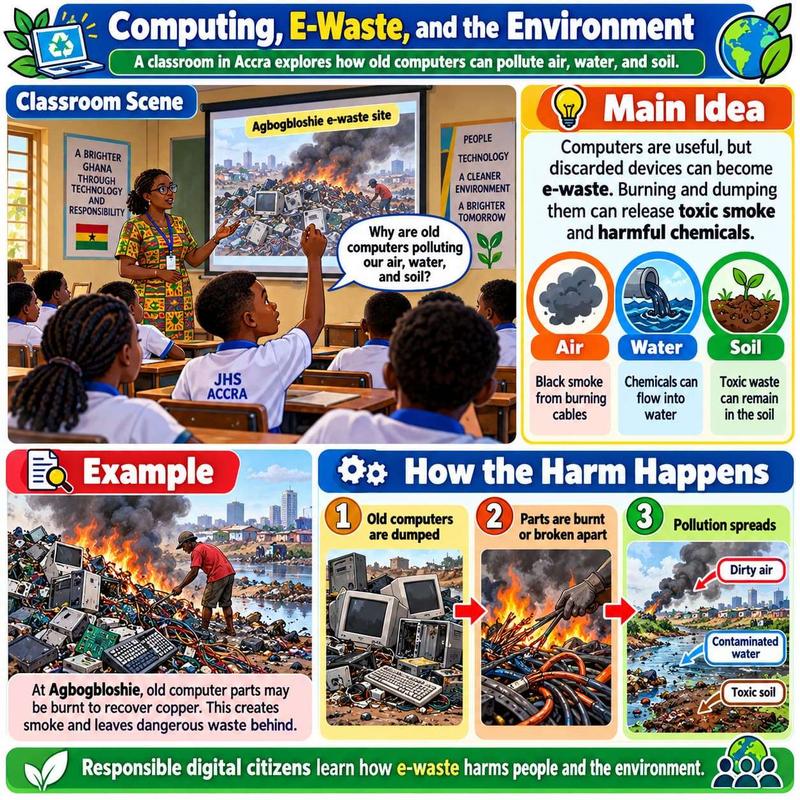 Computing, E-Waste, and the Environment
A classroom in Accra explores how old computers can pollute air, water, and soil.
Classroom Scene
A BRIGHTER
GHANA
THROUGH
TECHNOLOGY
AND
RESPONSIBILITY
Agbogbloshie e-waste site
PEOPLE
TECHNOLOGY
A CLEANER
ENVIRONMENT
A BRIGHTER
TOMORROW
Why are old
computers polluting
our air, water,
and soil?
JHS
ACCRA
Main Idea
Computers are useful, but
discarded devices can become
e-waste. Burning and dumping
them can release toxic smoke
and harmful chemicals.
Air
Black smoke
from burning
cables
Water
Chemicals can
flow into
water
Soil
Toxic waste
can remain
in the soil
Example
At Agbogbloshie, old computer parts may
be burnt to recover copper. This creates
smoke and leaves dangerous waste behind.
How the Harm Happens
1
Old computers
are dumped
2
Parts are burnt
or broken apart
3
Pollution spreads
Dirty air
Contaminated
water
Toxic soil
Responsible digital citizens learn how e-waste harms people and the environment.